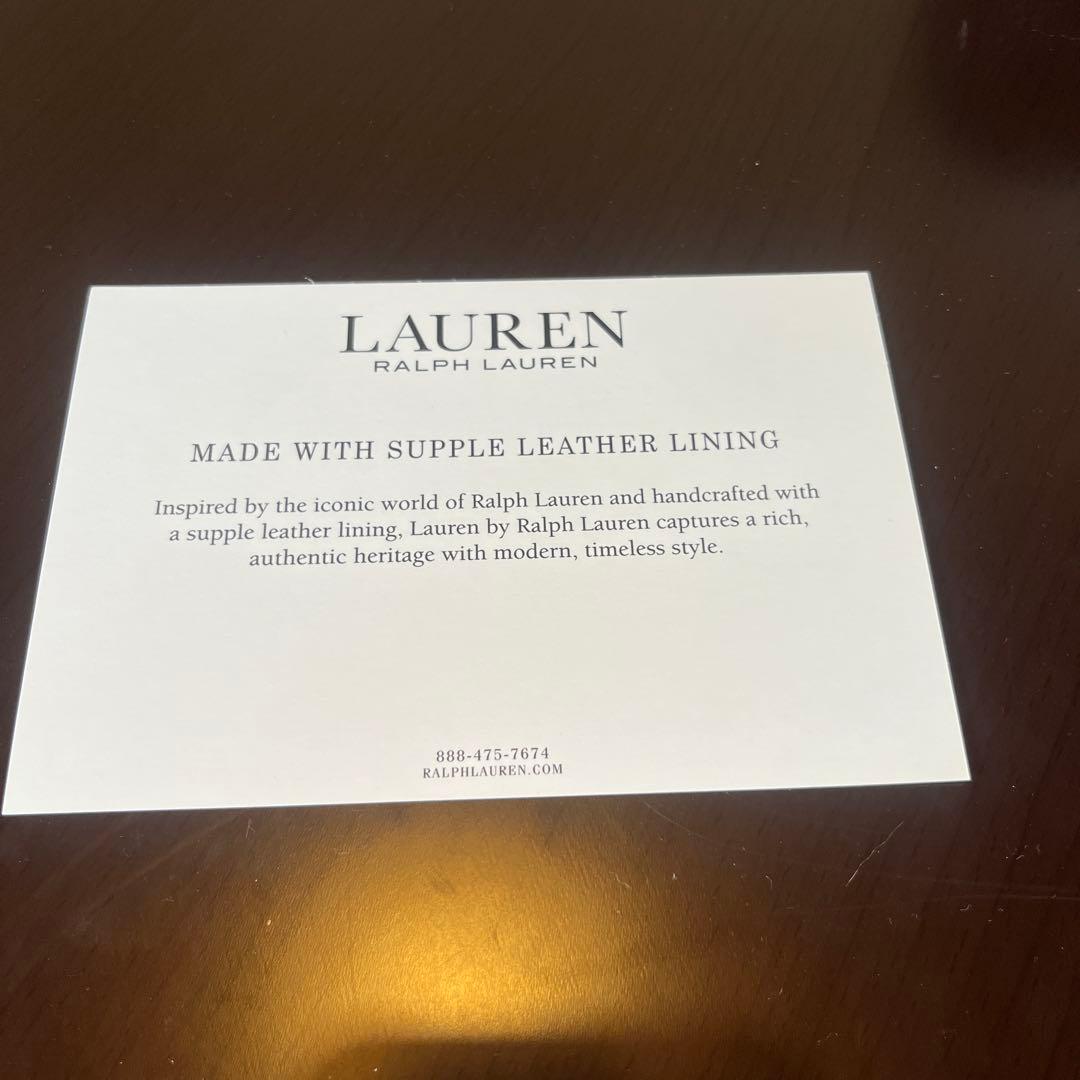 LAUREN
RALPH LAUREN
MADE WITH SUPPLE LEATHER LINING
Inspired by the iconic world of Ralph Lauren and handcrafted with
a supple leather lining, Lauren by Ralph Lauren captures a rich,
authentic heritage with modern, timeless style.
888-475-7674
RALPHLAUREN.COM